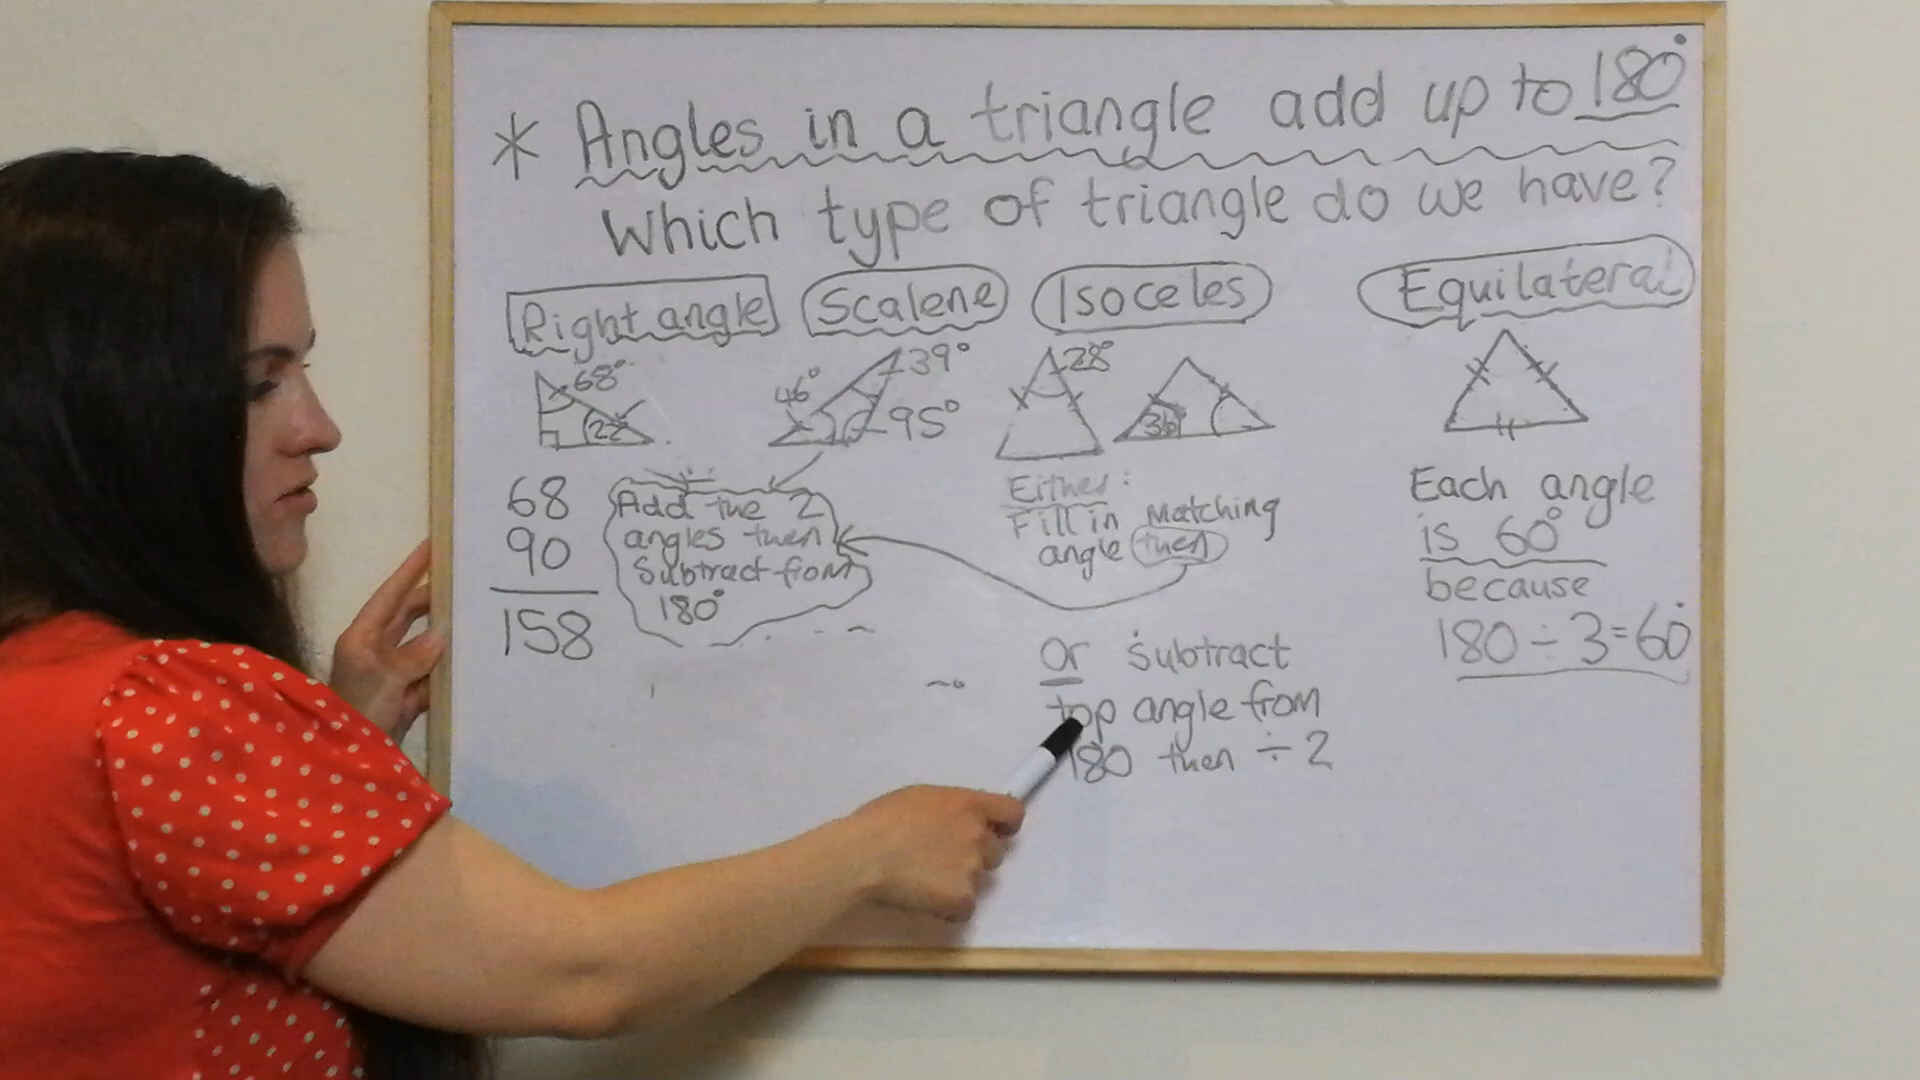 * Angles in a triangle add up to 180°
Which type of triangle do we have?
Right angle
Scalene
Isoceles
Equilateral
68°
22
46°
39°
95°
28°
36
68
90
158
Add the 2
angles then
Subtract from
180°
Either:
Fill in Matching
angle then
Or subtract
top angle from
180 then ÷ 2
Each angle
is 60°
because
180 ÷ 3 = 60°